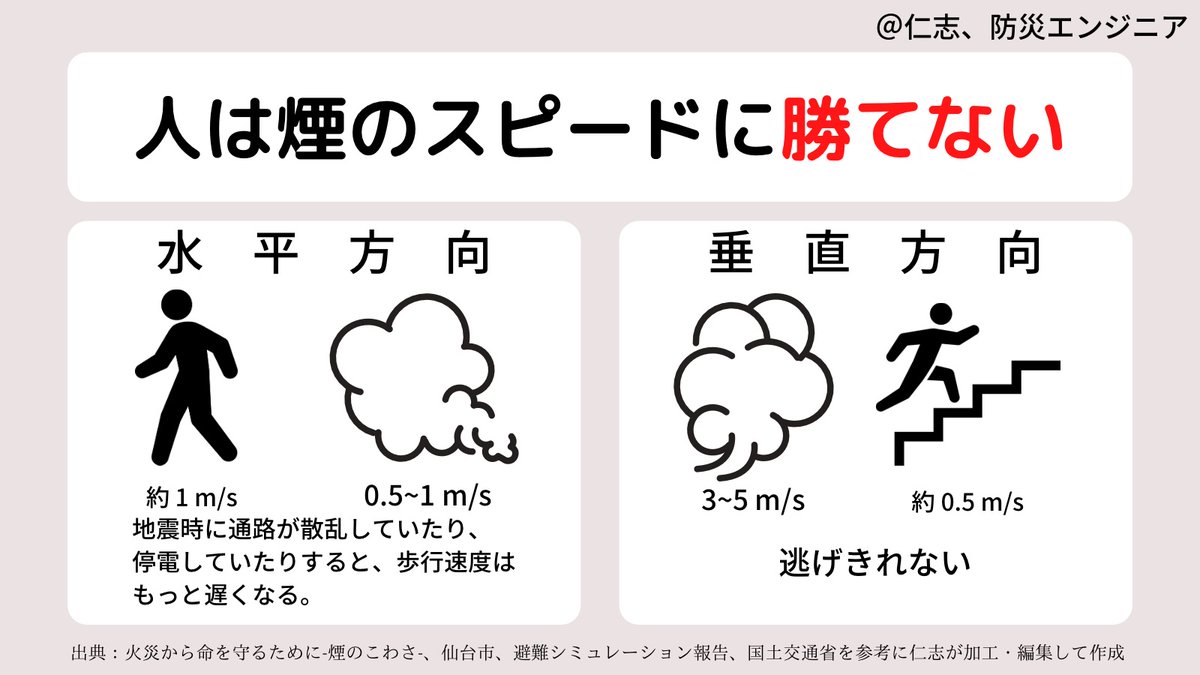 @仁志、防災エンジニア
人は煙のスピードに勝てない
水平方向
約 1 m/s
0.5~1 m/s
地震時に通路が散乱していたり、
停電していたりすると、歩行速度は
もっと遅くなる。
垂直方向
3~5 m/s
約 0.5 m/s
逃げきれない
出典：火災から命を守るために-煙のこわさ-、仙台市、避難シミュレーション報告、国土交通省を参考に仁志が加工・編集して作成